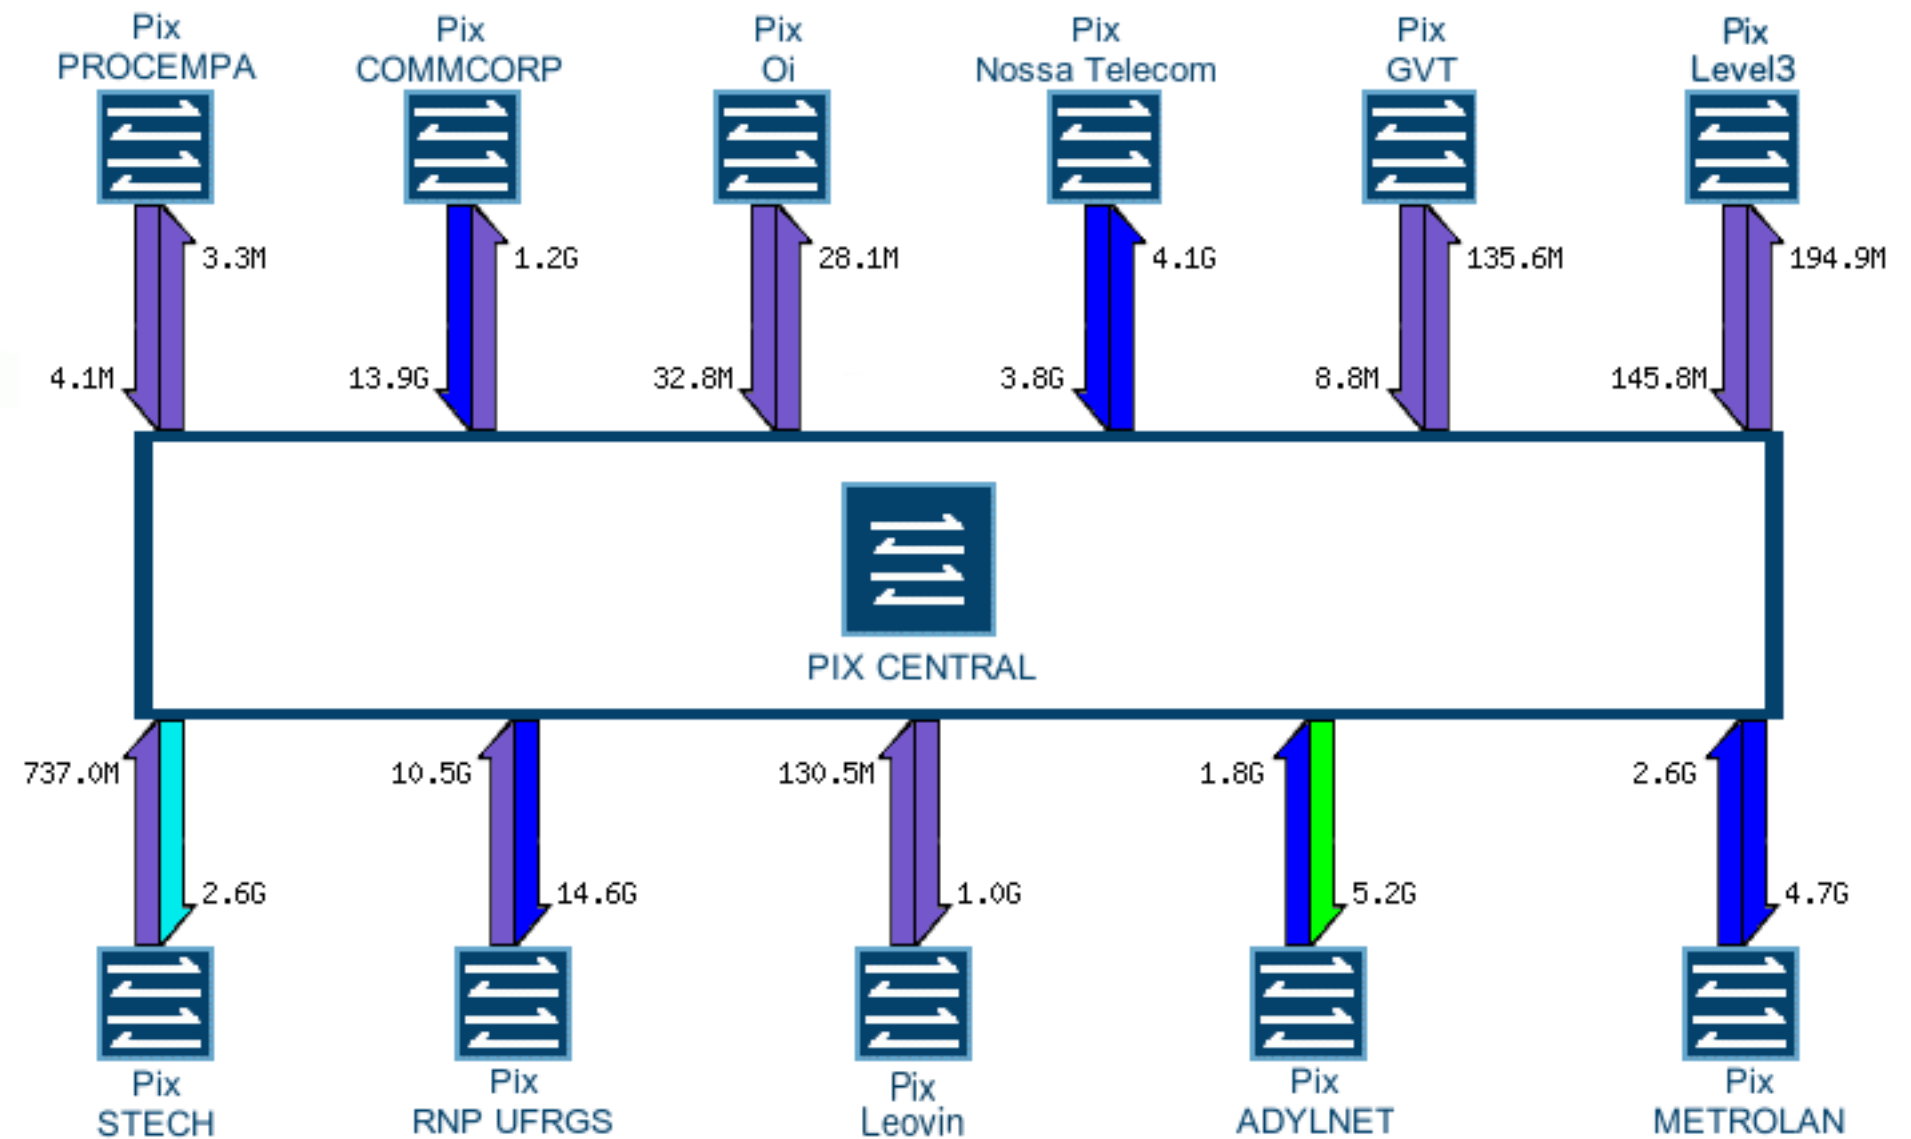 Pix
PROCEMPA
Pix
COMMCORP
Pix
Oi
Pix
Nossa Telecom
Pix
GVT
Pix
Level3
3.3M
1.2G
28.1M
4.1G
135.6M
194.9M
4.1M
13.9G
32.8M
3.8G
8.8M
145.8M
PIX CENTRAL
737.0M
10.5G
130.5M
1.8G
2.6G
2.6G
14.6G
1.0G
5.2G
4.7G
Pix
STECH
Pix
RNP UFRGS
Pix
Leovin
Pix
ADYLNET
Pix
METROLAN